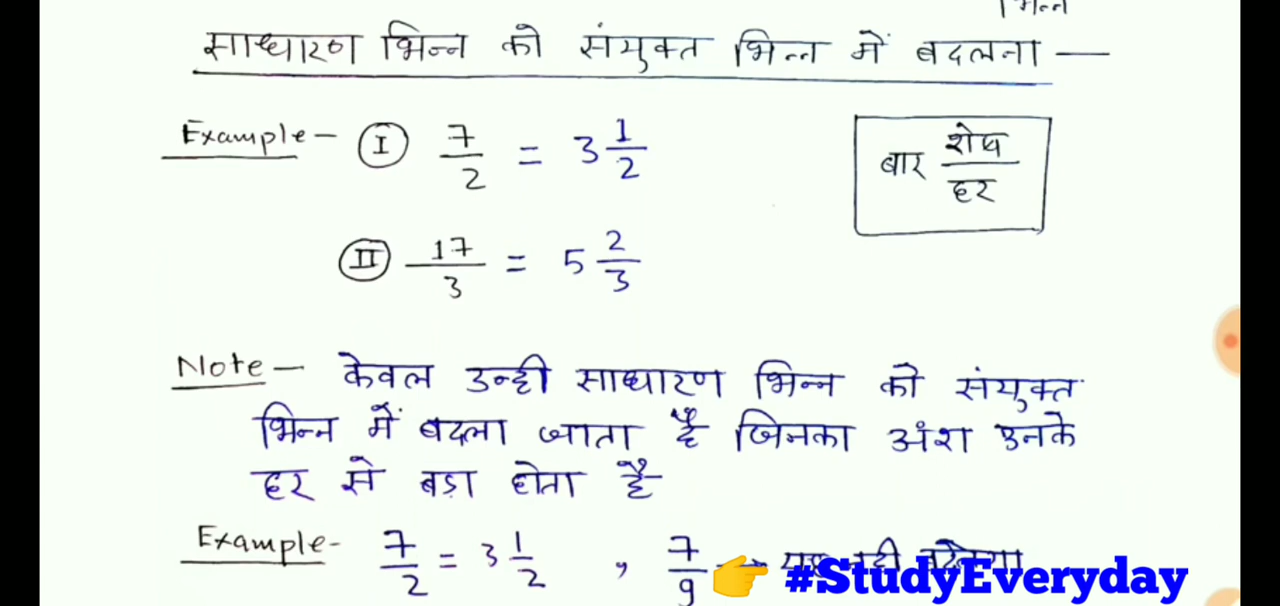 भिन्न
साधारण भिन्न को संयुक्त भिन्न में बदलना —
Example - Ⓘ 7/2 = 3 1/2
बार शेष/हर
Ⓘ Ⓘ 17/3 = 5 2/3
Note - केवल उन्ही साधारण भिन्न को संयुक्त
भिन्न में बदला जाता है जिनका अंश उनके
हर से बड़ा होता है
Example - 7/2 = 3 1/2 , 7/9
#StudyEveryday